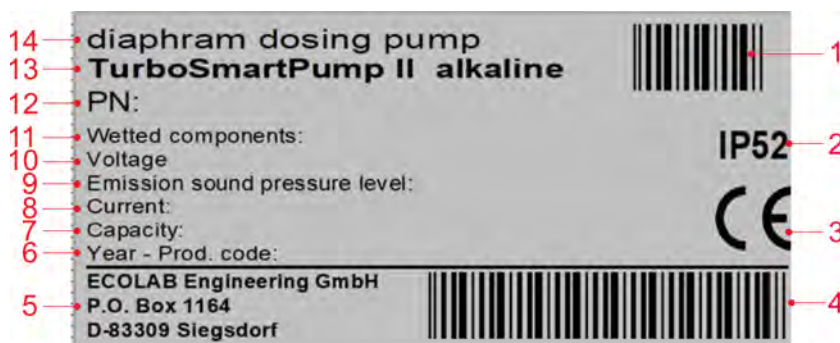 14 diaphram dosing pump 1
13 TurboSmartPump II alkaline
12 PN:
11 Wetted components: IP52 2
10 Voltage
9 Emission sound pressure level:
8 Current: CE
7 Capacity: 3
6 Year - Prod. code:
ECOLAB Engineering GmbH
5 P.O. Box 1164 4
D-83309 Siegsdorf